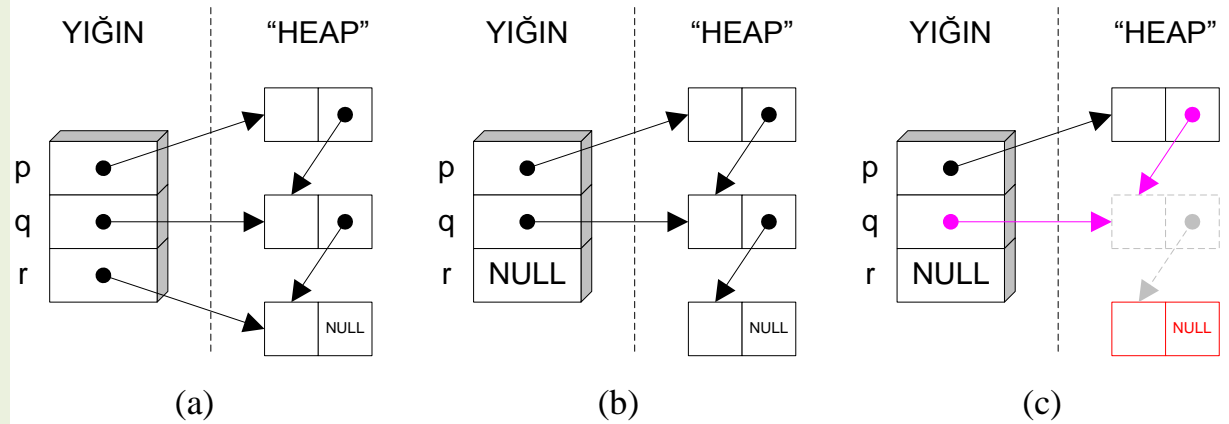 YIĞIN “HEAP” YIĞIN “HEAP” YIĞIN “HEAP”
p p p
q q q
r r NULL r NULL
NULL NULL NULL
(a) (b) (c)